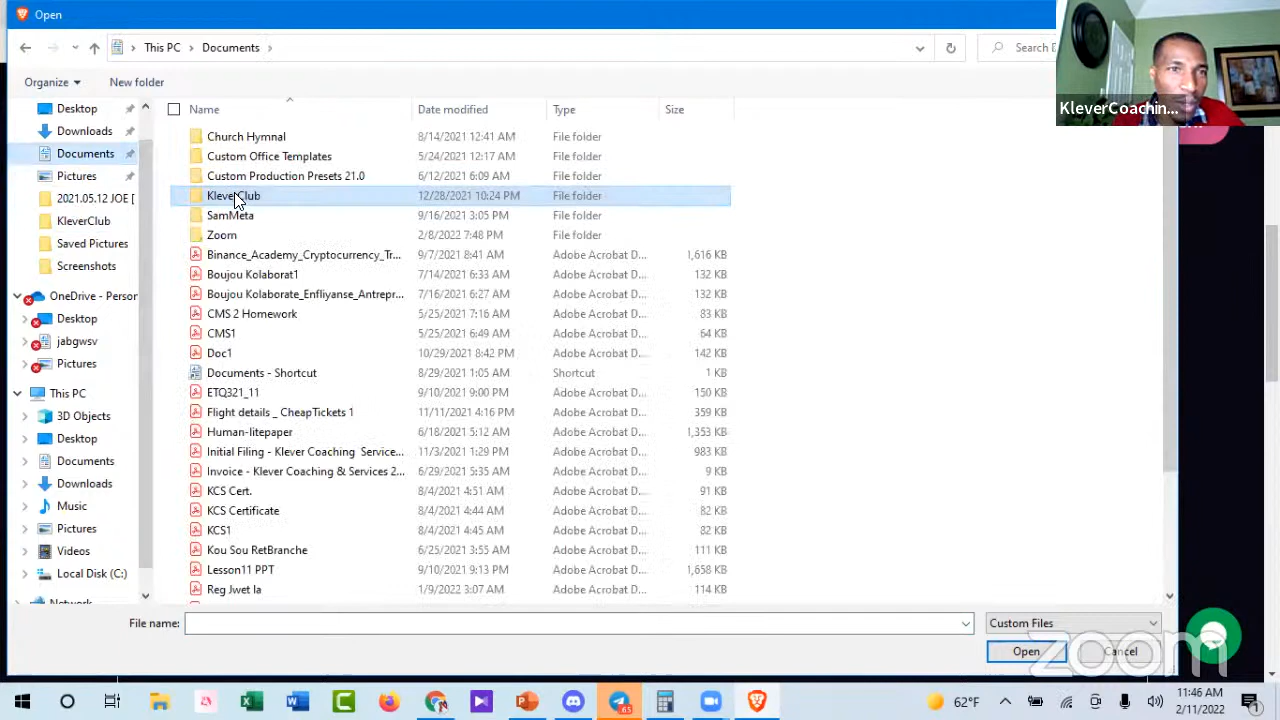 Open
This PC > Documents >
Search D
Organize
New folder
Name
Date modified
Type
Size
Desktop
Downloads
Documents
Pictures
2021.05.12 JOE [
KleverClub
Saved Pictures
Screenshots
OneDrive - Person
Desktop
jabgwsv
Pictures
This PC
3D Objects
Desktop
Documents
Downloads
Music
Pictures
Videos
Local Disk (C:)
Network
Church Hymnal 8/14/2021 12:41 AM File folder
Custom Office Templates 5/24/2021 12:17 AM File folder
Custom Production Presets 21.0 6/12/2021 6:09 AM File folder
KleverClub 12/28/2021 10:24 PM File folder
SamMeta 9/16/2021 3:05 PM File folder
Zoom 2/8/2022 7:48 PM File folder
Binance_Academy_Cryptocurrency_Tr... 9/7/2021 8:41 AM Adobe Acrobat D... 1,616 KB
Boujou Kolaborat1 7/14/2021 6:33 AM Adobe Acrobat D... 132 KB
Boujou Kolaborate_Enfliyanse_Antrepr... 7/16/2021 6:27 AM Adobe Acrobat D... 132 KB
CMS 2 Homework 5/25/2021 7:16 AM Adobe Acrobat D... 83 KB
CMS1 5/25/2021 6:49 AM Adobe Acrobat D... 64 KB
Doc1 10/29/2021 8:42 PM Adobe Acrobat D... 142 KB
Documents - Shortcut 8/29/2021 1:05 AM Shortcut 1 KB
ETQ321_11 9/10/2021 9:00 PM Adobe Acrobat D... 150 KB
Flight details _ CheapTickets 1 11/11/2021 4:16 PM Adobe Acrobat D... 359 KB
Human-litepaper 6/18/2021 5:12 AM Adobe Acrobat D... 1,353 KB
Initial Filing - Klever Coaching Service... 11/3/2021 1:29 PM Adobe Acrobat D... 983 KB
Invoice - Klever Coaching & Services 2... 6/29/2021 5:35 AM Adobe Acrobat D... 9 KB
KCS Cert. 8/4/2021 4:51 AM Adobe Acrobat D... 91 KB
KCS Certificate 8/4/2021 4:44 AM Adobe Acrobat D... 82 KB
KCS1 8/4/2021 4:45 AM Adobe Acrobat D... 82 KB
Kou Sou RetBranche 6/25/2021 3:55 AM Adobe Acrobat D... 111 KB
Lesson11 PPT 9/10/2021 9:13 PM Adobe Acrobat D... 1,658 KB
Reg Jwet la 1/9/2022 3:07 AM Adobe Acrobat D... 114 KB
File name:
Custom Files
Open
Cancel
KleverCoachin...
zoom
65
62°F
11:46 AM
2/11/2022
1